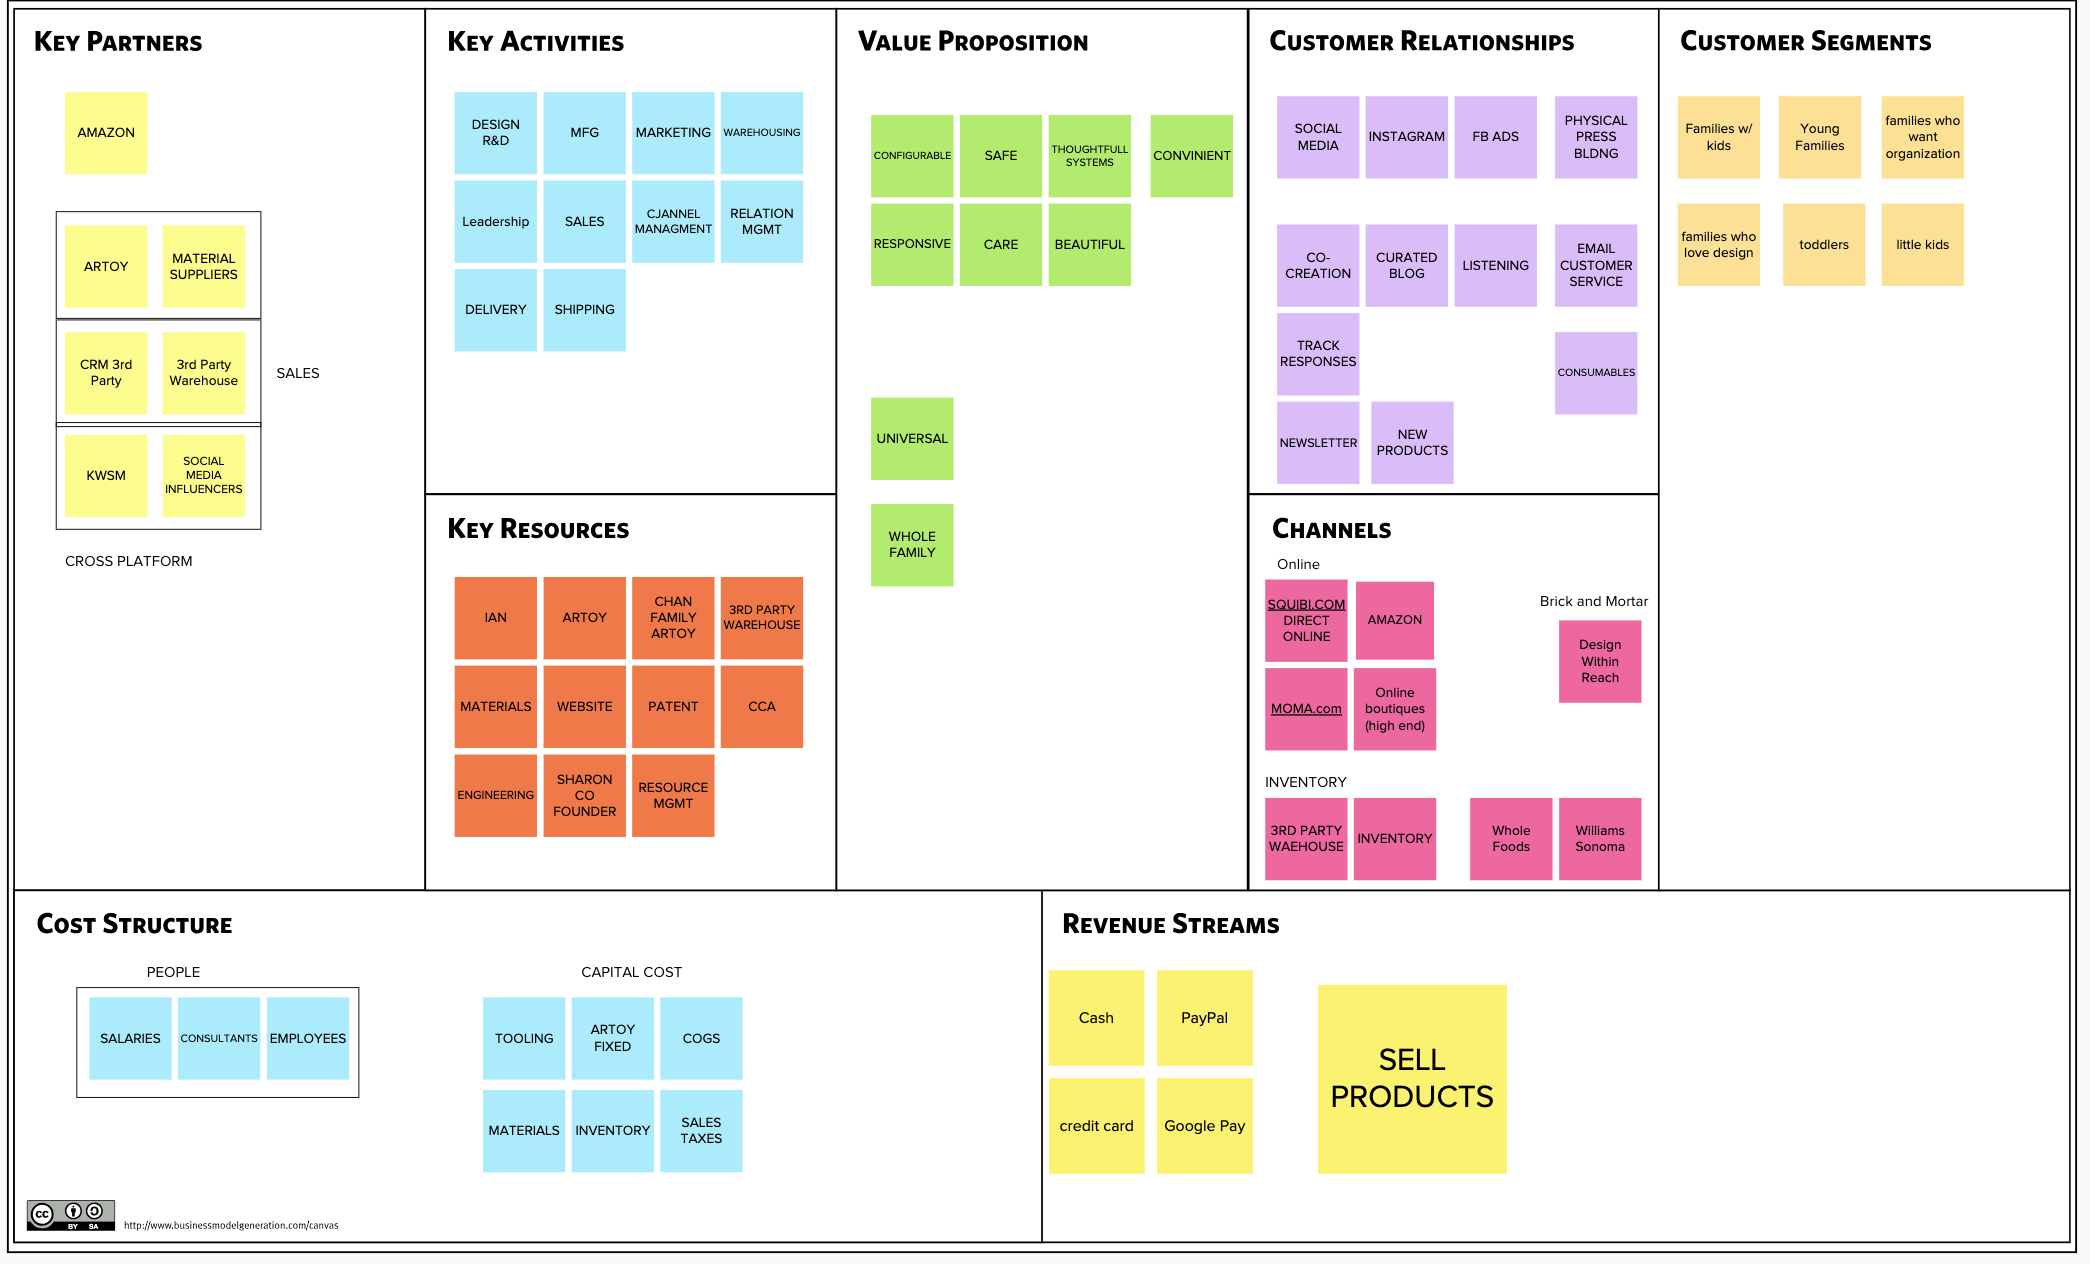 KEY PARTNERS
AMAZON
ARTOY
MATERIAL
SUPPLIERS
CRM 3rd
Party
3rd Party
Warehouse
SALES
KWSM
SOCIAL
MEDIA
INFLUENCERS
CROSS PLATFORM
KEY ACTIVITIES
DESIGN
R&D
MFG
MARKETING
WAREHOUSING
Leadership
SALES
CJANNEL
MANAGMENT
RELATION
MGMT
DELIVERY
SHIPPING
KEY RESOURCES
IAN
ARTOY
CHAN
FAMILY
ARTOY
3RD PARTY
WAREHOUSE
MATERIALS
WEBSITE
PATENT
CCA
ENGINEERING
SHARON
CO
FOUNDER
RESOURCE
MGMT
VALUE PROPOSITION
CONFIGURABLE
SAFE
THOUGHTFULL
SYSTEMS
CONVINIENT
RESPONSIVE
CARE
BEAUTIFUL
UNIVERSAL
WHOLE
FAMILY
CUSTOMER RELATIONSHIPS
SOCIAL
MEDIA
INSTAGRAM
FB ADS
PHYSICAL
PRESS
BLDNG
CO-
CREATION
CURATED
BLOG
LISTENING
EMAIL
CUSTOMER
SERVICE
TRACK
RESPONSES
CONSUMABLES
NEWSLETTER
NEW
PRODUCTS
CHANNELS
Online
SQUIBI.COM
DIRECT
ONLINE
AMAZON
Brick and Mortar
Design
Within
Reach
MOMA.com
Online
boutiques
(high end)
INVENTORY
3RD PARTY
WAEHOUSE
INVENTORY
Whole
Foods
Williams
Sonoma
CUSTOMER SEGMENTS
Families w/
kids
Young
Families
families who
want
organization
families who
love design
toddlers
little kids
COST STRUCTURE
PEOPLE
SALARIES
CONSULTANTS
EMPLOYEES
CAPITAL COST
TOOLING
ARTOY
FIXED
COGS
MATERIALS
INVENTORY
SALES
TAXES
REVENUE STREAMS
Cash
PayPal
credit card
Google Pay
SELL
PRODUCTS
cc
BY SA
http://www.businessmodelgeneration.com/canvas